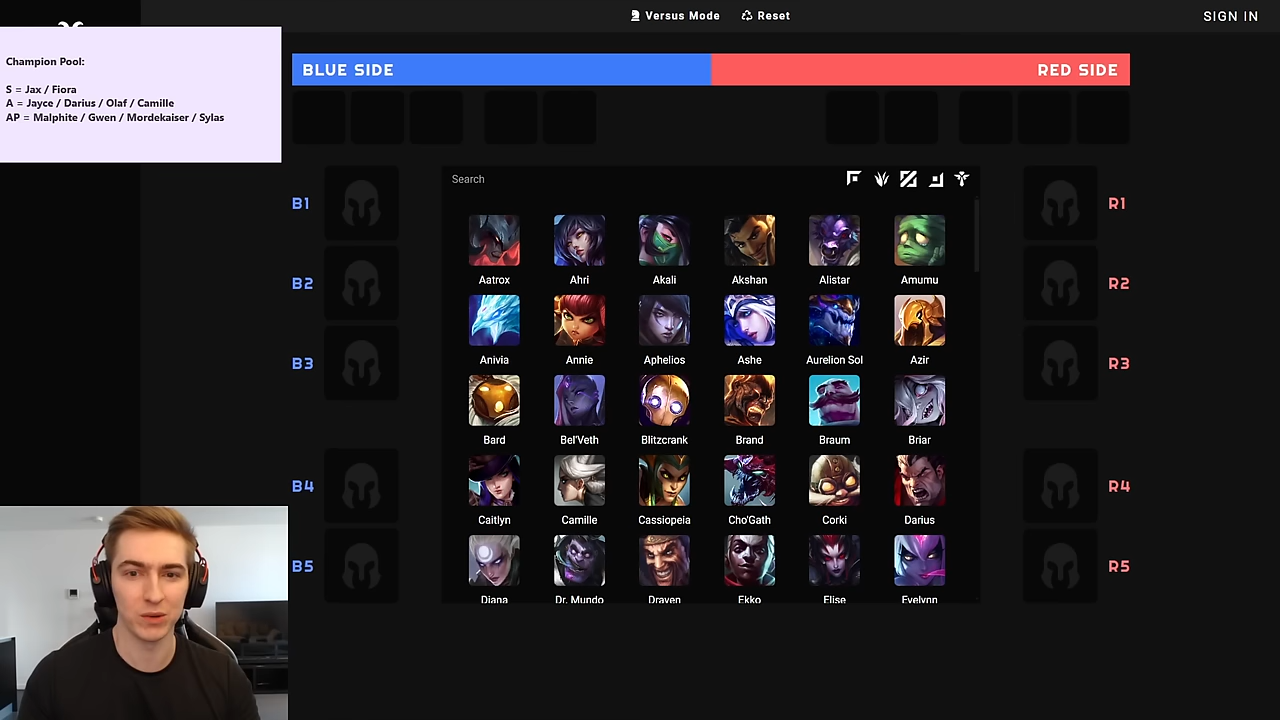 Versus Mode
Reset
SIGN IN
Champion Pool:
S = Jax / Fiora
A = Jayce / Darius / Olaf / Camille
AP = Malphite / Gwen / Mordekaiser / Sylas
BLUE SIDE
RED SIDE
Search
B1
R1
Aatrox
Ahri
Akali
Akshan
Alistar
Amumu
B2
R2
Anivia
Annie
Aphelios
Ashe
Aurelion Sol
Azir
B3
R3
Bard
Bel'Veth
Blitzcrank
Brand
Braum
Briar
B4
R4
Caitlyn
Camille
Cassiopeia
Cho'Gath
Corki
Darius
B5
R5
Diana
Dr. Mundo
Draven
Ekko
Elise
Evelynn